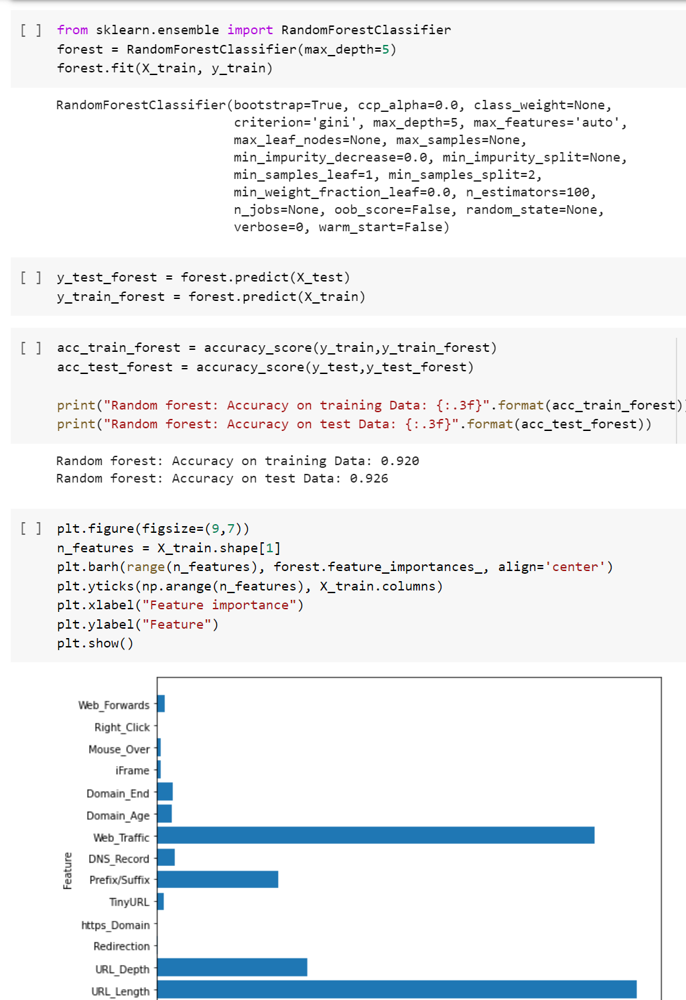 [ ] from sklearn.ensemble import RandomForestClassifier
forest = RandomForestClassifier(max_depth=5)
forest.fit(X_train, y_train)
RandomForestClassifier(bootstrap=True, ccp_alpha=0.0, class_weight=None,
criterion='gini', max_depth=5, max_features='auto',
max_leaf_nodes=None, max_samples=None,
min_impurity_decrease=0.0, min_impurity_split=None,
min_samples_leaf=1, min_samples_split=2,
min_weight_fraction_leaf=0.0, n_estimators=100,
n_jobs=None, oob_score=False, random_state=None,
verbose=0, warm_start=False)
[ ] y_test_forest = forest.predict(X_test)
y_train_forest = forest.predict(X_train)
[ ] acc_train_forest = accuracy_score(y_train,y_train_forest)
acc_test_forest = accuracy_score(y_test,y_test_forest)
print("Random forest: Accuracy on training Data: {:.3f}".format(acc_train_forest))
print("Random forest: Accuracy on test Data: {:.3f}".format(acc_test_forest))
Random forest: Accuracy on training Data: 0.920
Random forest: Accuracy on test Data: 0.926
[ ] plt.figure(figsize=(9,7))
n_features = X_train.shape[1]
plt.barh(range(n_features), forest.feature_importances_, align='center')
plt.yticks(np.arange(n_features), X_train.columns)
plt.xlabel("Feature importance")
plt.ylabel("Feature")
plt.show()
Web_Forwards
Right_Click
Mouse_Over
iFrame
Domain_End
Domain_Age
Web_Traffic
DNS_Record
Prefix/Suffix
TinyURL
https_Domain
Redirection
URL_Depth
URL_Length
Feature